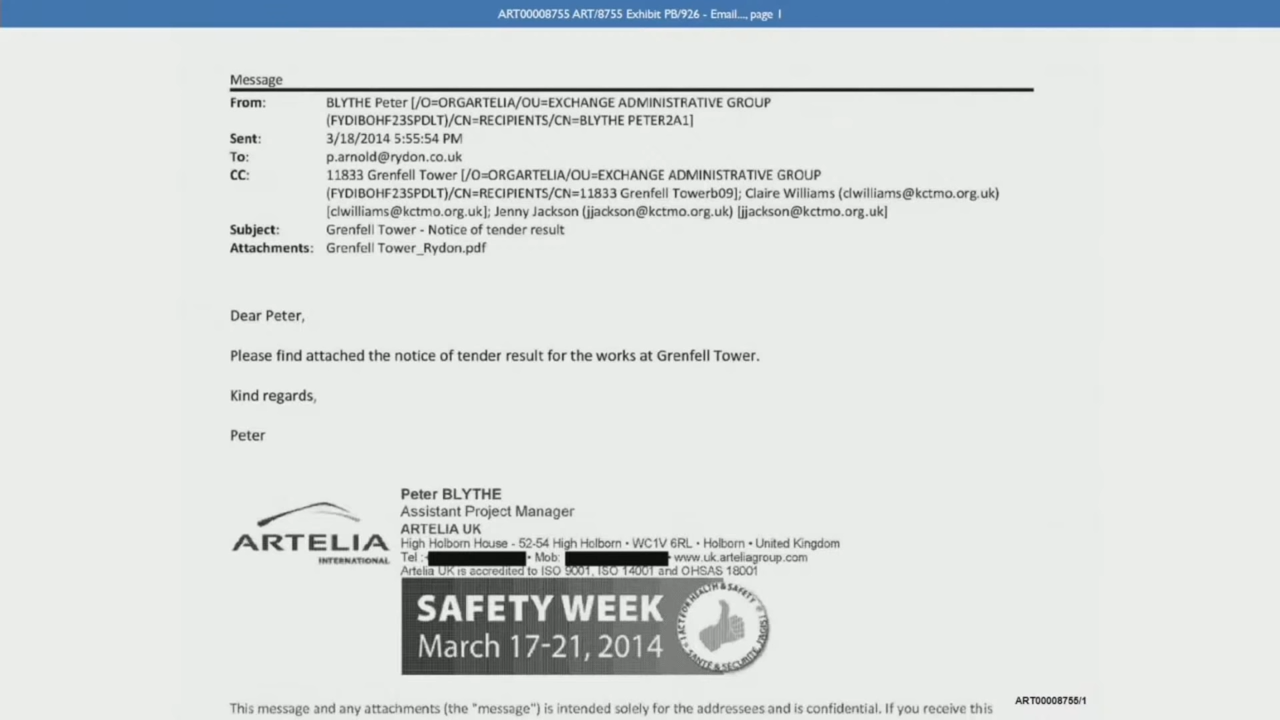 ART00008755 ART/8755 Exhibit PB/926 - Email..., page 1
Message
From: BLYTHE Peter [/O=ORGARTELIA/OU=EXCHANGE ADMINISTRATIVE GROUP
(FYDIBOHF23SPDLT)/CN=RECIPIENTS/CN=BLYTHE PETER2A1]
Sent: 3/18/2014 5:55:54 PM
To: p.arnold@rydon.co.uk
CC: 11833 Grenfell Tower [/O=ORGARTELIA/OU=EXCHANGE ADMINISTRATIVE GROUP
(FYDIBOHF23SPDLT)/CN=RECIPIENTS/CN=11833 Grenfell Towerb09]; Claire Williams (clwilliams@kctmo.org.uk)
[clwilliams@kctmo.org.uk]; Jenny Jackson (jjackson@kctmo.org.uk) [jjackson@kctmo.org.uk]
Subject: Grenfell Tower - Notice of tender result
Attachments: Grenfell Tower_Rydon.pdf
Dear Peter,
Please find attached the notice of tender result for the works at Grenfell Tower.
Kind regards,
Peter
Peter BLYTHE
Assistant Project Manager
ARTELIA UK
High Holborn House - 52-54 High Holborn • WC1V 6RL • Holborn • United Kingdom
Tel : • Mob: • www.uk.arteliagroup.com
Artelia UK is accredited to ISO 9001, ISO 14001 and OHSAS 18001
ARTELIA
INTERNATIONAL
SAFETY WEEK
March 17-21, 2014
ACT FOR HEALTH & SAFETY
SANTÉ & SÉCURITÉ
ART00008755/1
This message and any attachments (the "message") is intended solely for the addressees and is confidential. If you receive this